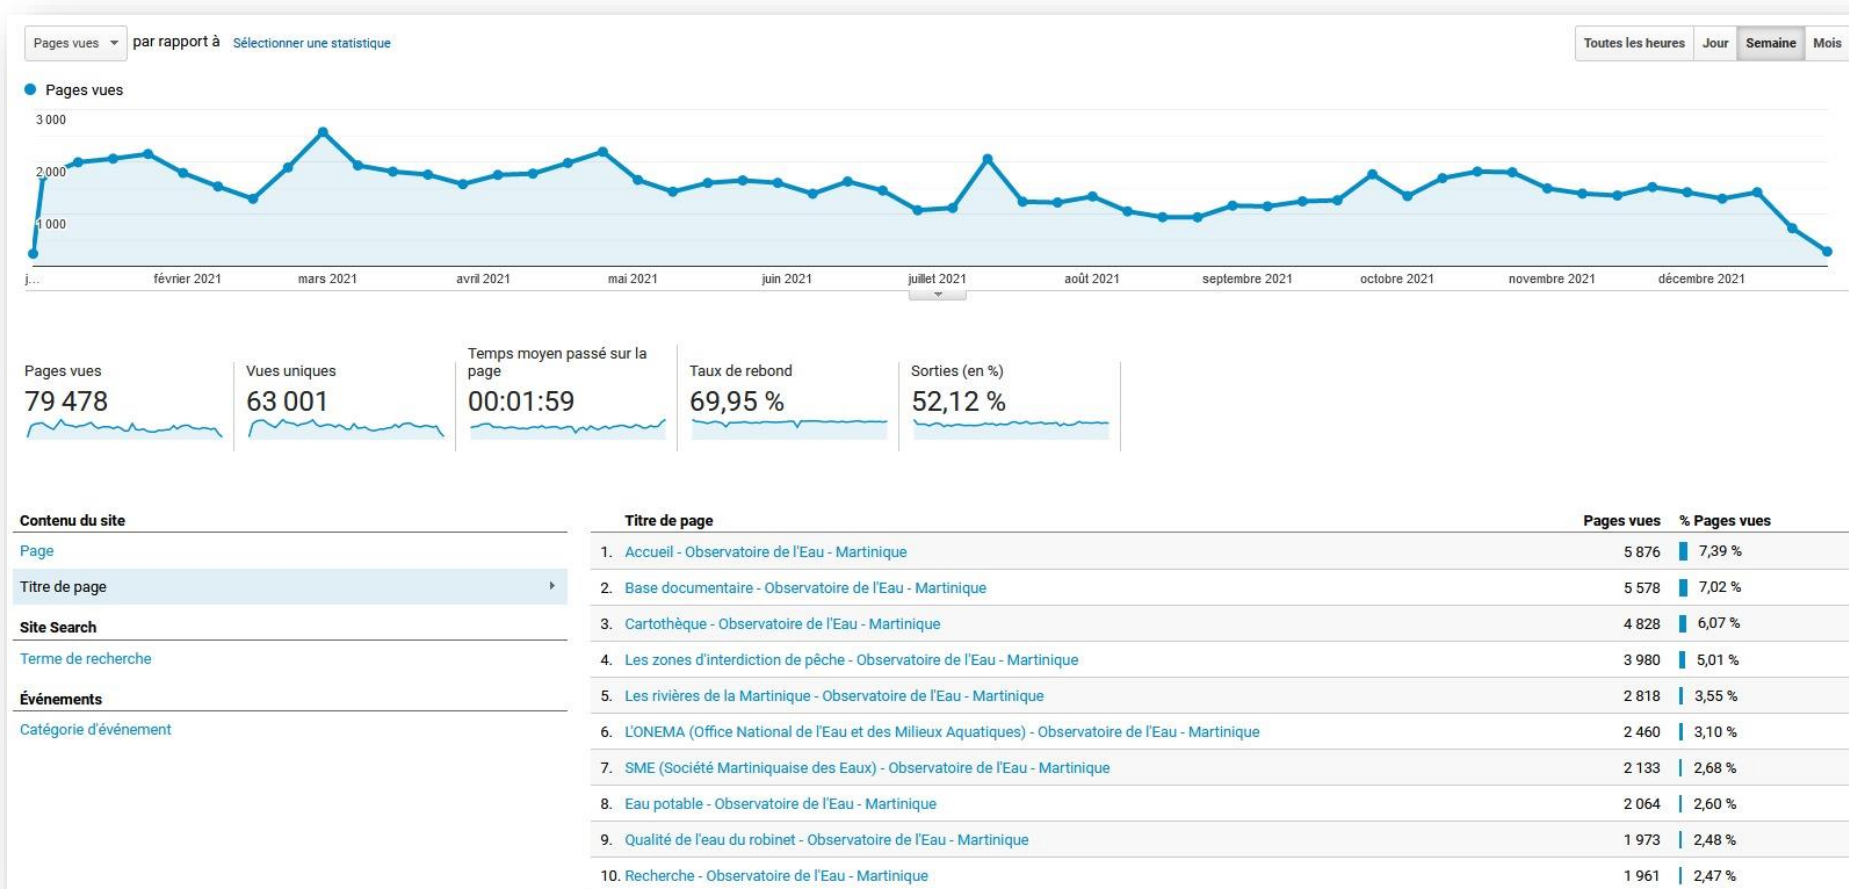 Pages vues par rapport à Sélectionner une statistique
Toutes les heures Jour Semaine Mois
Pages vues
3 000
2 000
1 000
j... février 2021 mars 2021 avril 2021 mai 2021 juin 2021 juillet 2021 août 2021 septembre 2021 octobre 2021 novembre 2021 décembre 2021
Pages vues
79 478
Vues uniques
63 001
Temps moyen passé sur la
page
00:01:59
Taux de rebond
69,95 %
Sorties (en %)
52,12 %
Contenu du site
Page
Titre de page
Site Search
Terme de recherche
Événements
Catégorie d'événement
Titre de page Pages vues % Pages vues
1. Accueil - Observatoire de l'Eau - Martinique 5 876 7,39 %
2. Base documentaire - Observatoire de l'Eau - Martinique 5 578 7,02 %
3. Cartothèque - Observatoire de l'Eau - Martinique 4 828 6,07 %
4. Les zones d'interdiction de pêche - Observatoire de l'Eau - Martinique 3 980 5,01 %
5. Les rivières de la Martinique - Observatoire de l'Eau - Martinique 2 818 3,55 %
6. L'ONEMA (Office National de l'Eau et des Milieux Aquatiques) - Observatoire de l'Eau - Martinique 2 460 3,10 %
7. SME (Société Martiniquaise des Eaux) - Observatoire de l'Eau - Martinique 2 133 2,68 %
8. Eau potable - Observatoire de l'Eau - Martinique 2 064 2,60 %
9. Qualité de l'eau du robinet - Observatoire de l'Eau - Martinique 1 973 2,48 %
10. Recherche - Observatoire de l'Eau - Martinique 1 961 2,47 %